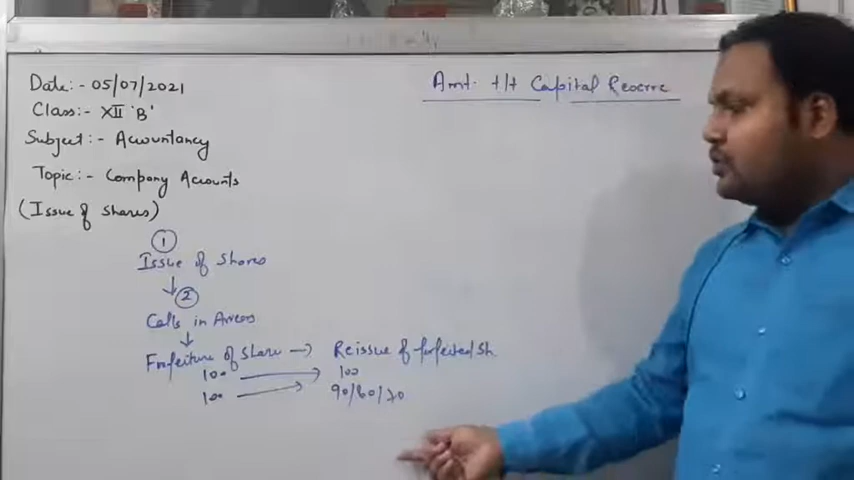 Date:- 05/07/2021
Class:- XII 'B'
Subject:- Accountancy
Topic:- Company Accounts
(Issue of Shares)
Amt. t/t Capital Reserve
1
Issue of Shares
2
Calls in Arrears
Forfeiture of Share → Reissue of forfeited Sh
100 → 100
100 → 90/80/70